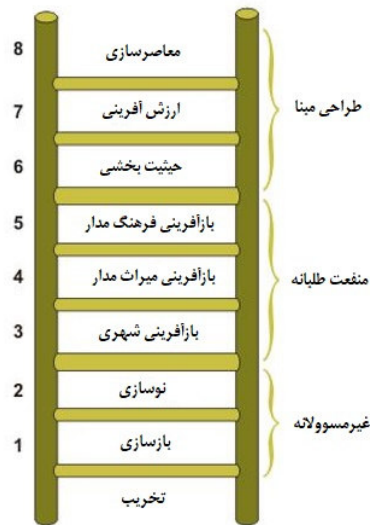 8
معاصرسازی
7
ارزش آفرینی
طراحی مبنا
6
حیثیت بخشی
5
بازآفرینی فرهنگ مدار
4
بازآفرینی میراث مدار
منفعت طلبانه
3
بازآفرینی شهری
2
نوسازی
غیرمسوولانه
1
بازسازی
تخریب